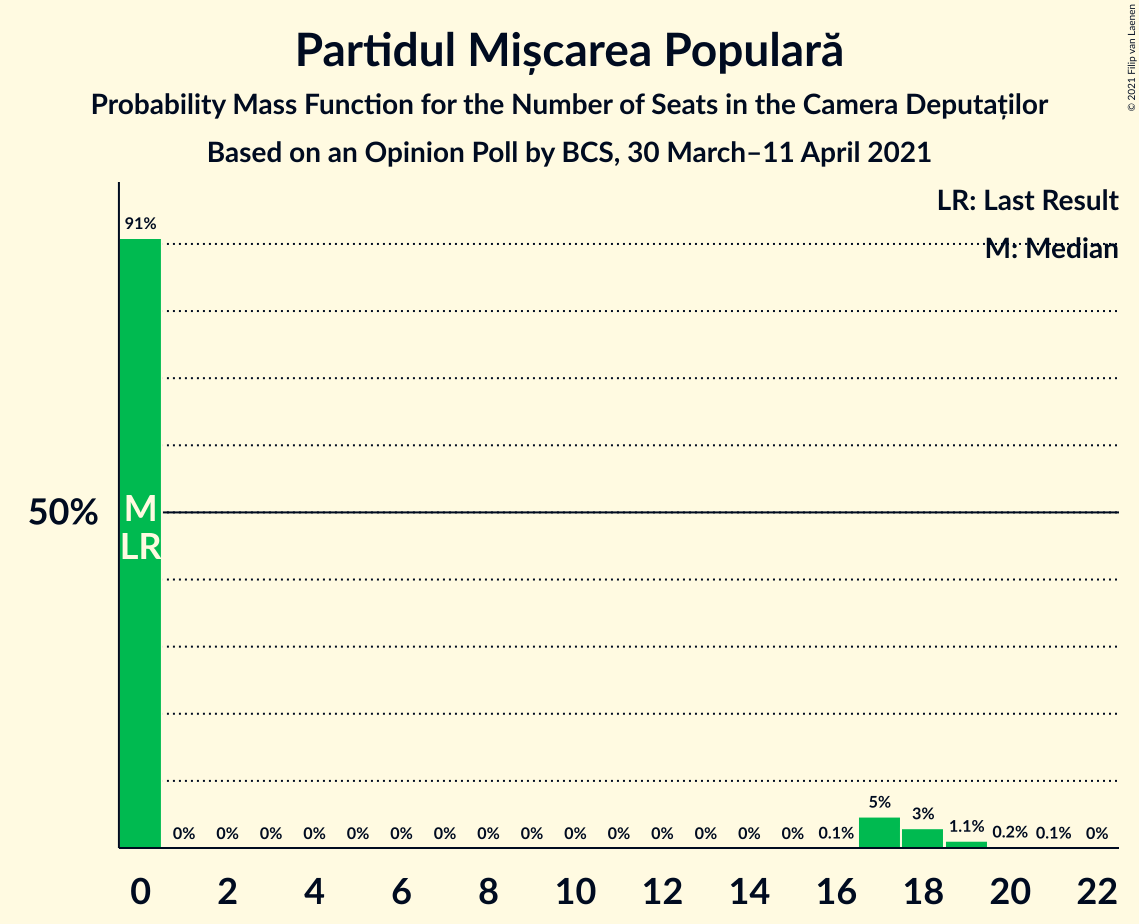 Partidul Mișcarea Populară
Probability Mass Function for the Number of Seats in the Camera Deputaților
Based on an Opinion Poll by BCS, 30 March–11 April 2021
© 2021 Filip van Laenen
LR: Last Result
M: Median
91%
50%
M
LR
0% 0% 0% 0% 0% 0% 0% 0% 0% 0% 0% 0% 0% 0% 0% 0.1% 5% 3% 1.1% 0.2% 0.1% 0%
0 2 4 6 8 10 12 14 16 18 20 22